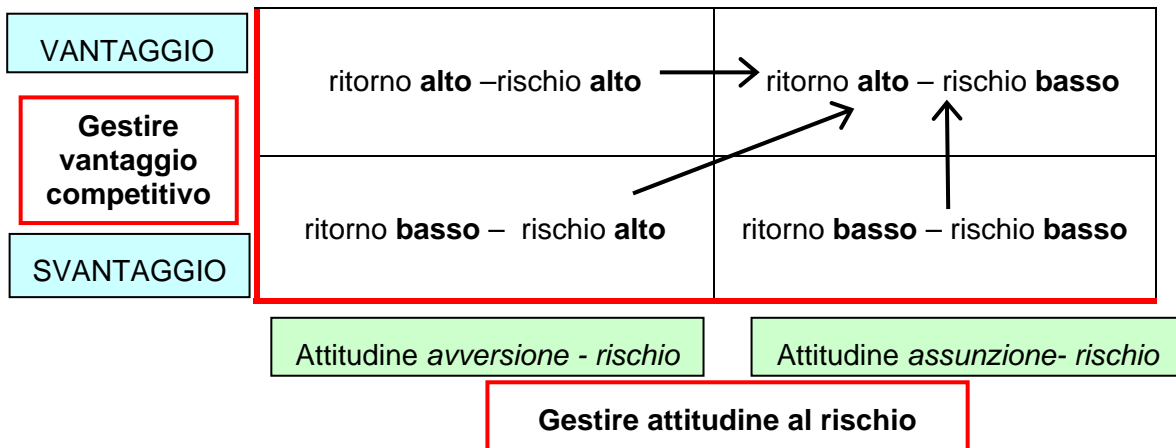 VANTAGGIO
ritorno alto –rischio alto
ritorno alto – rischio basso
Gestire
vantaggio
competitivo
ritorno basso –  rischio alto
ritorno basso – rischio basso
SVANTAGGIO
Attitudine avversione - rischio
Attitudine assunzione- rischio
Gestire attitudine al rischio